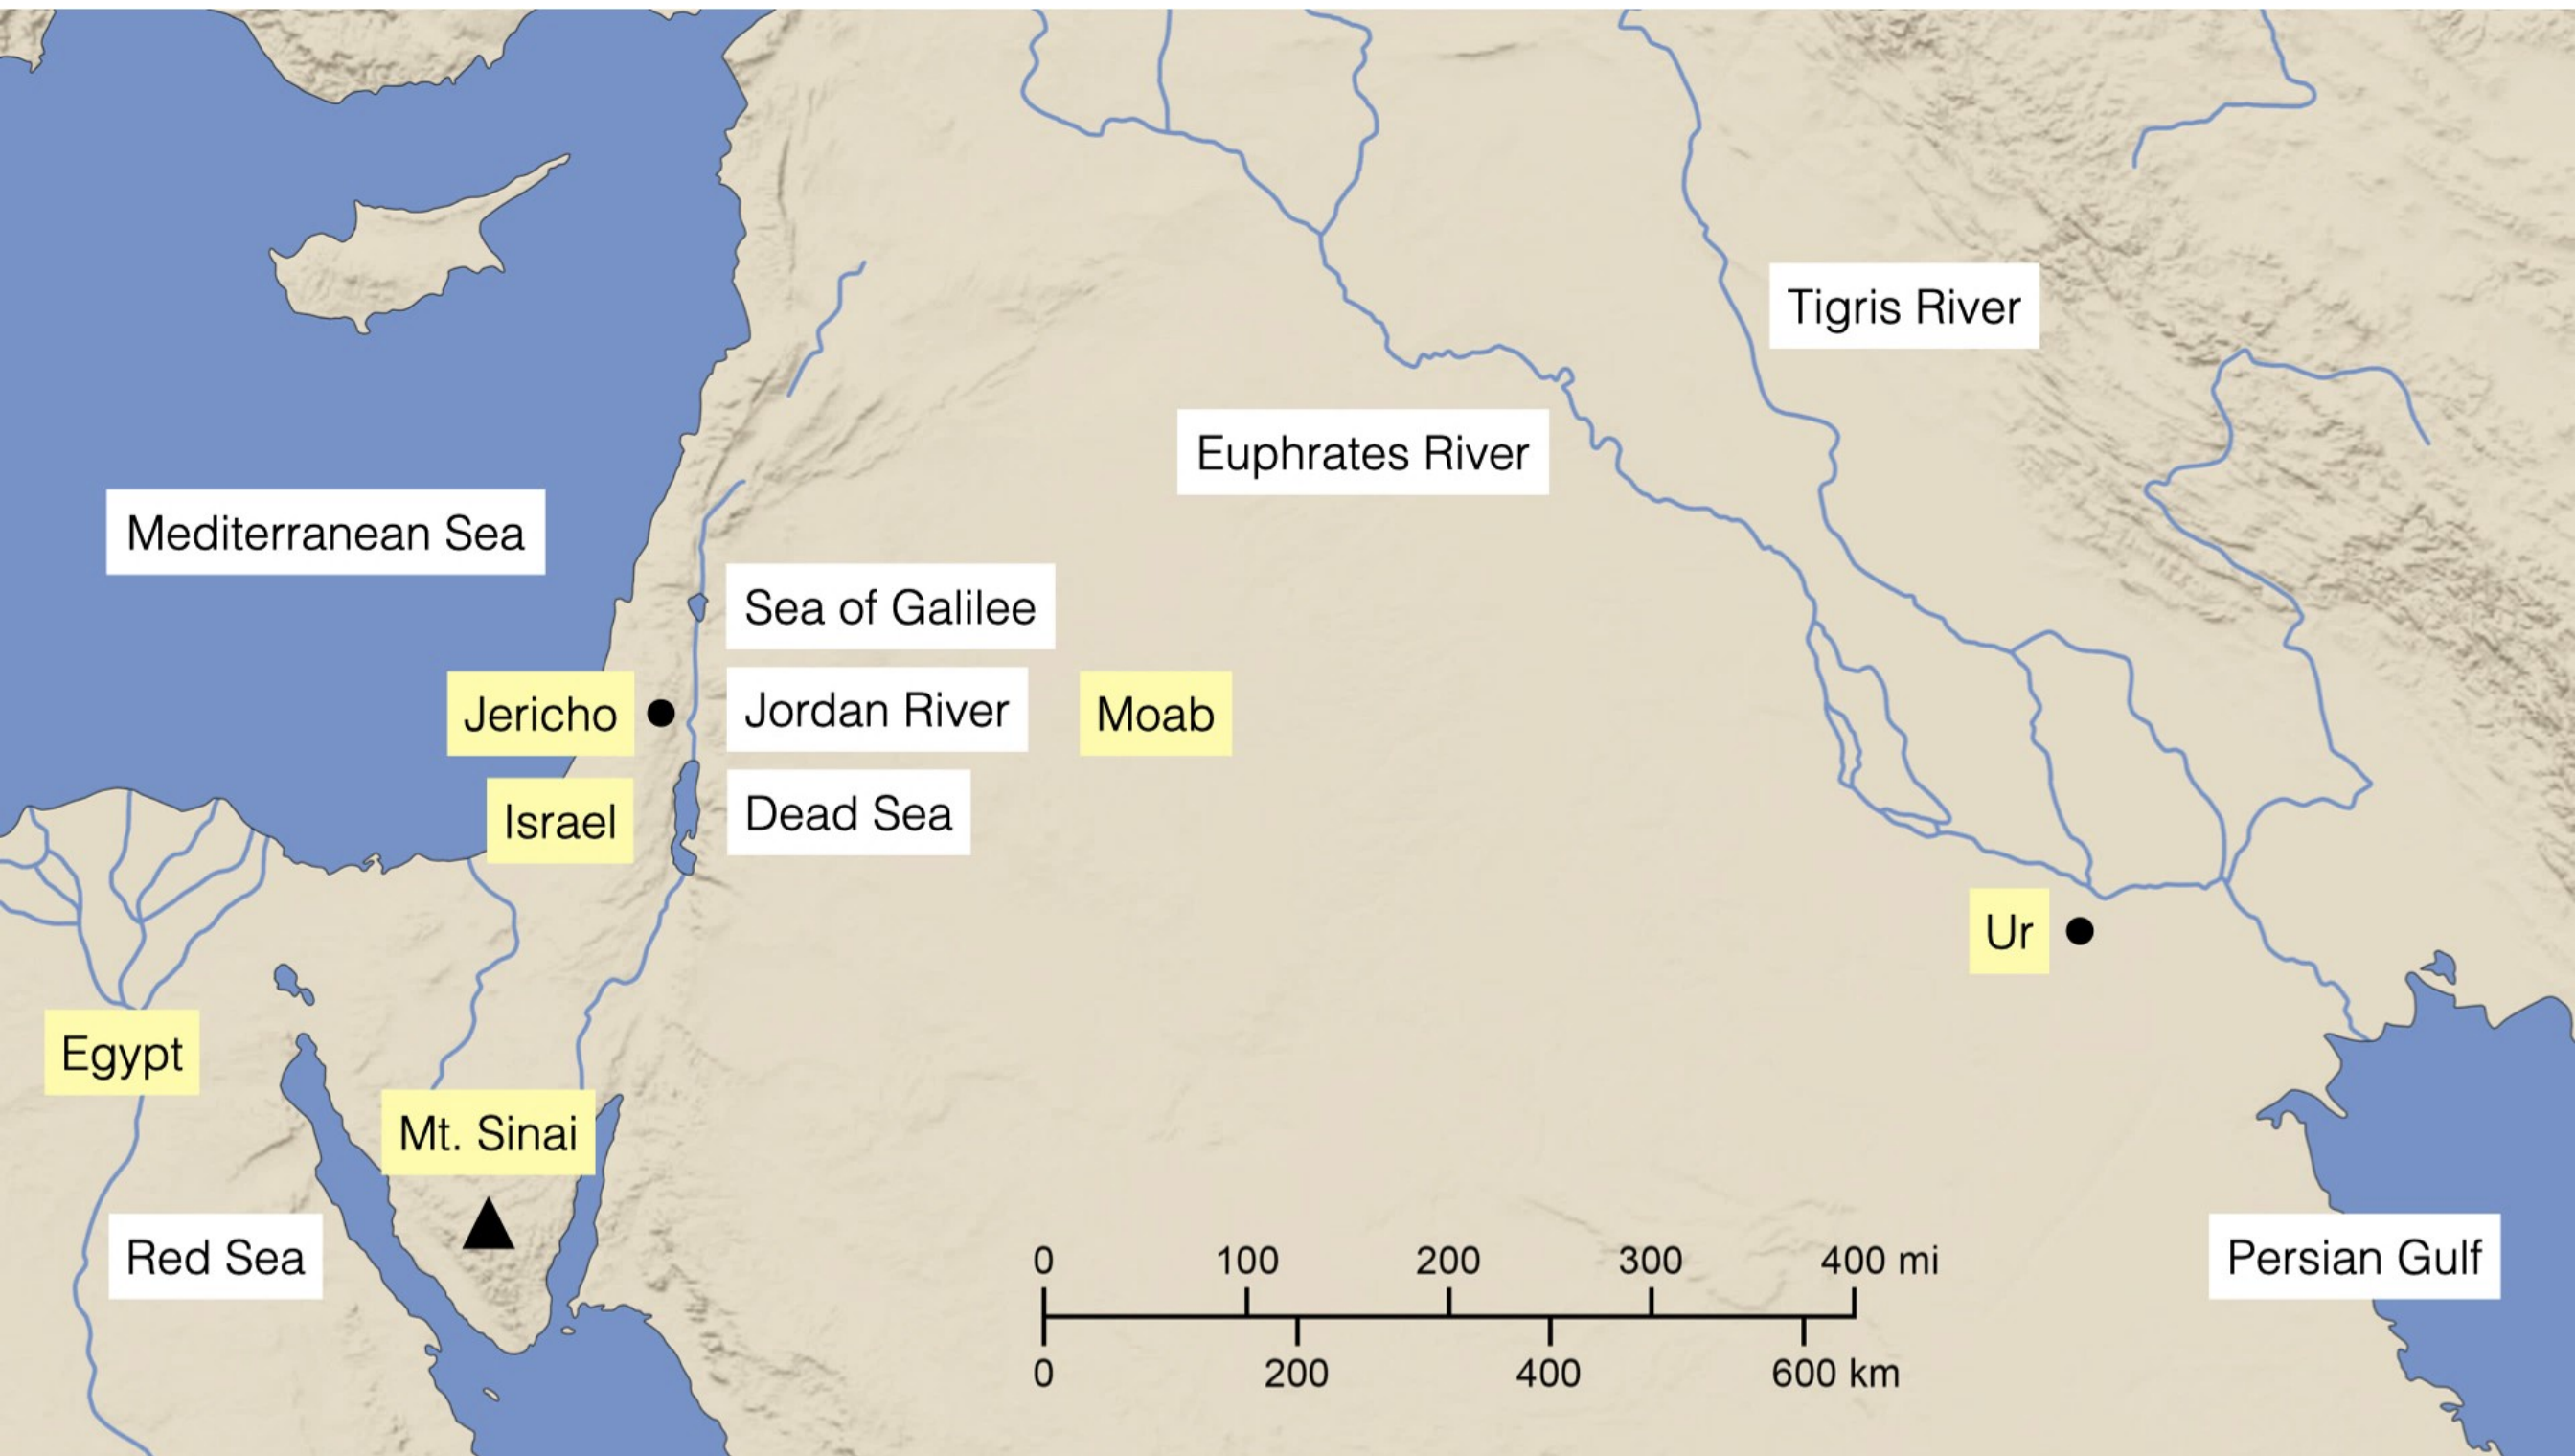 Tigris River
Euphrates River
Mediterranean Sea
Sea of Galilee
Jericho
Jordan River
Moab
Israel
Dead Sea
Ur
Egypt
Mt. Sinai
Red Sea
Persian Gulf
0 100 200 300 400 mi
0 200 400 600 km